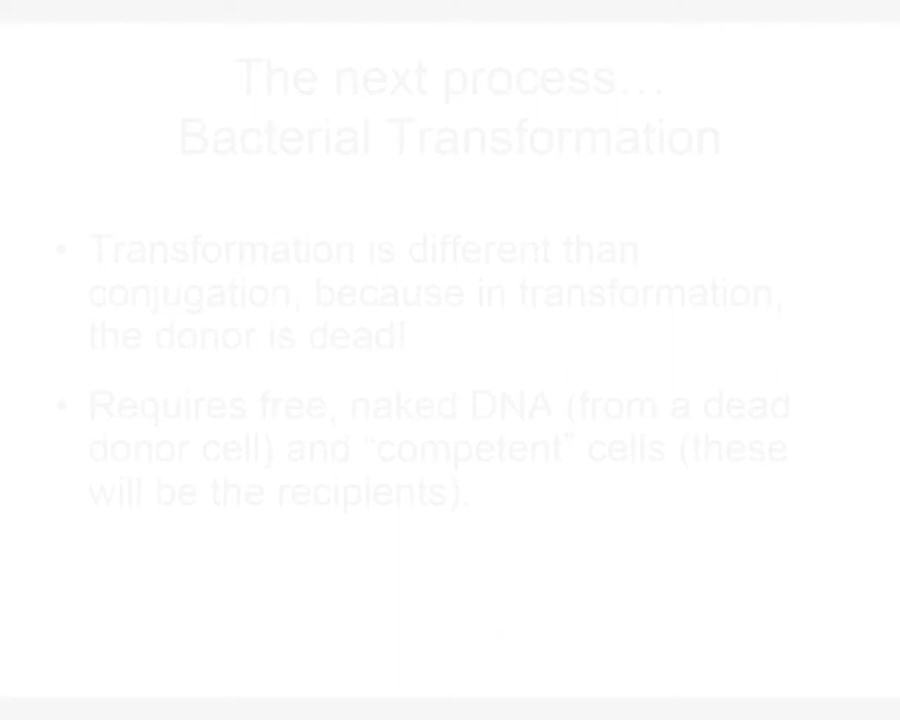 The next process...
Bacterial Transformation
• Transformation is different than
conjugation, because in transformation,
the donor is dead!
• Requires free, naked DNA (from a dead
donor cell) and “competent” cells (these
will be the recipients).